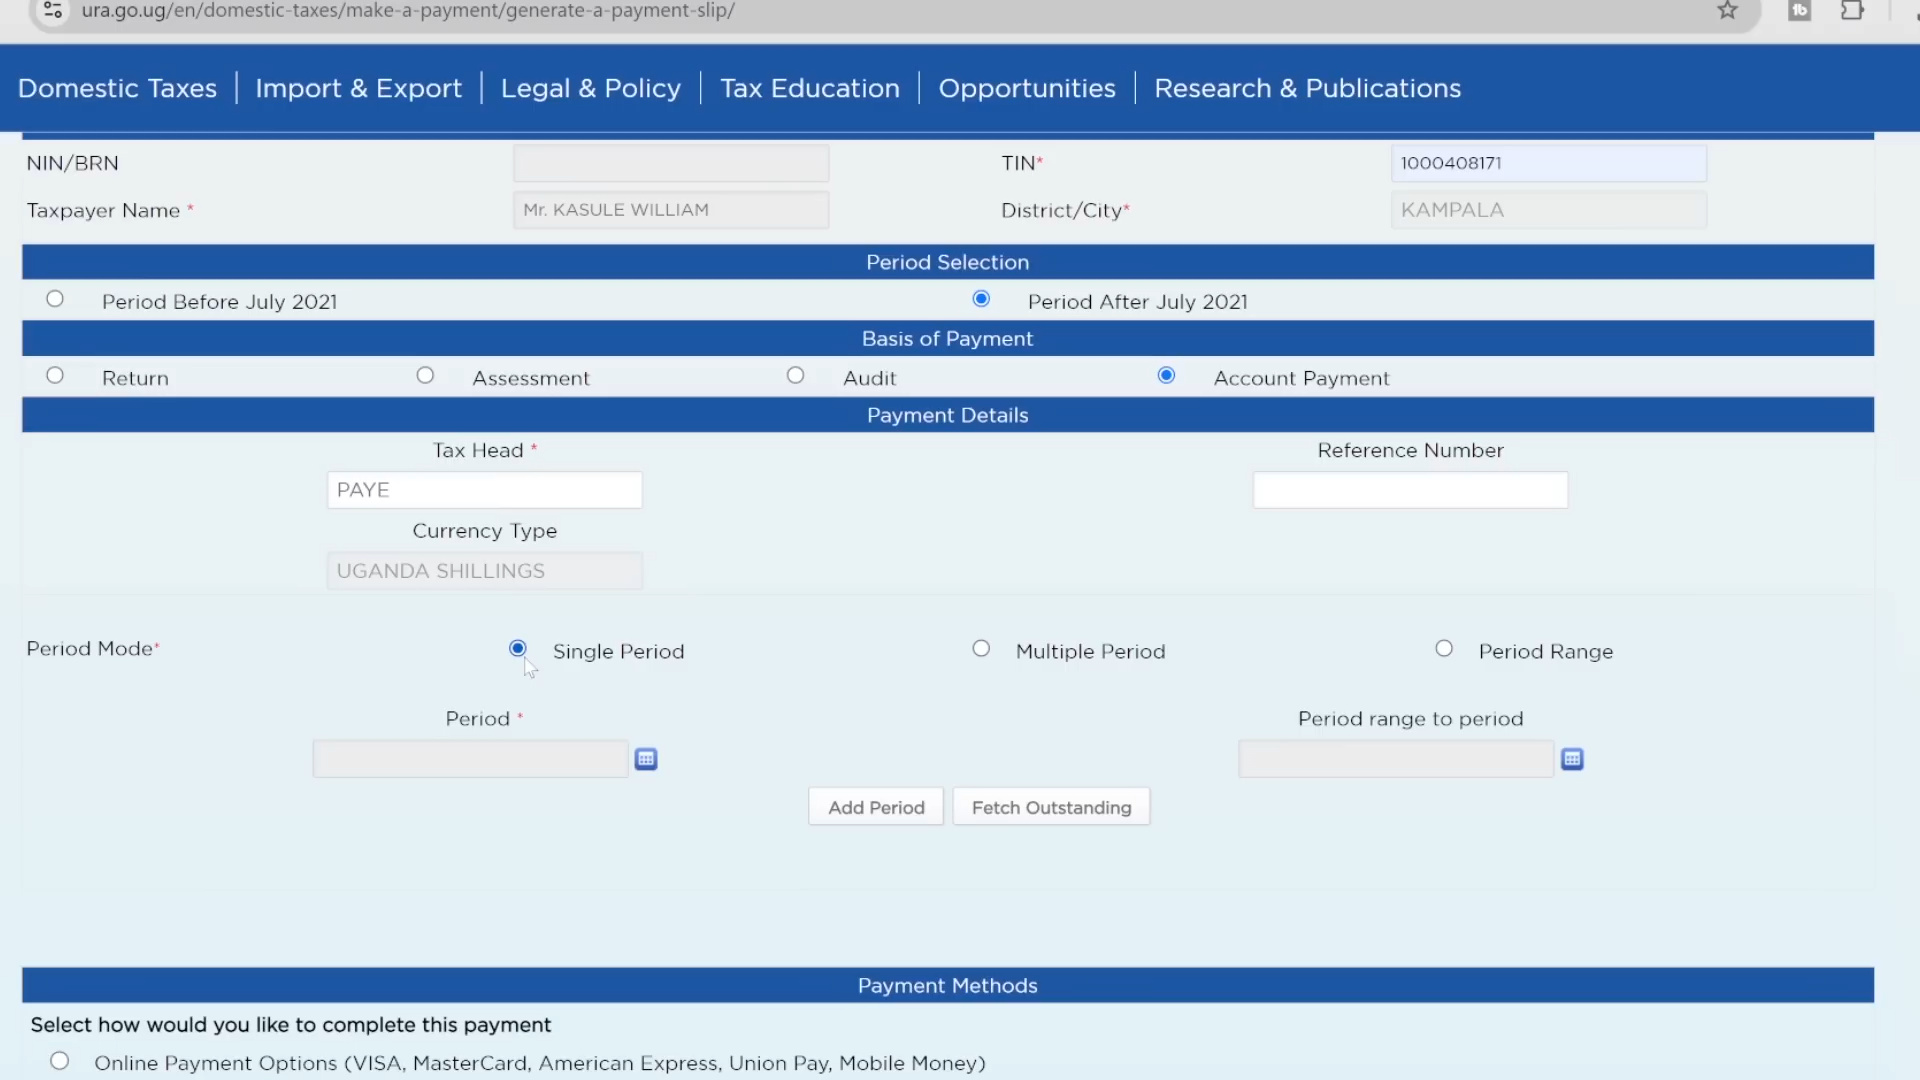 ura.go.ug/en/domestic-taxes/make-a-payment/generate-a-payment-slip/
Domestic Taxes Import & Export Legal & Policy Tax Education Opportunities Research & Publications
NIN/BRN TIN* 1000408171
Taxpayer Name * Mr. KASULE WILLIAM District/City* KAMPALA
Period Selection
Period Before July 2021 Period After July 2021
Basis of Payment
Return Assessment Audit Account Payment
Payment Details
Tax Head * Reference Number
PAYE
Currency Type
UGANDA SHILLINGS
Period Mode* Single Period Multiple Period Period Range
Period * Period range to period
Add Period Fetch Outstanding
Payment Methods
Select how would you like to complete this payment
Online Payment Options (VISA, MasterCard, American Express, Union Pay, Mobile Money)